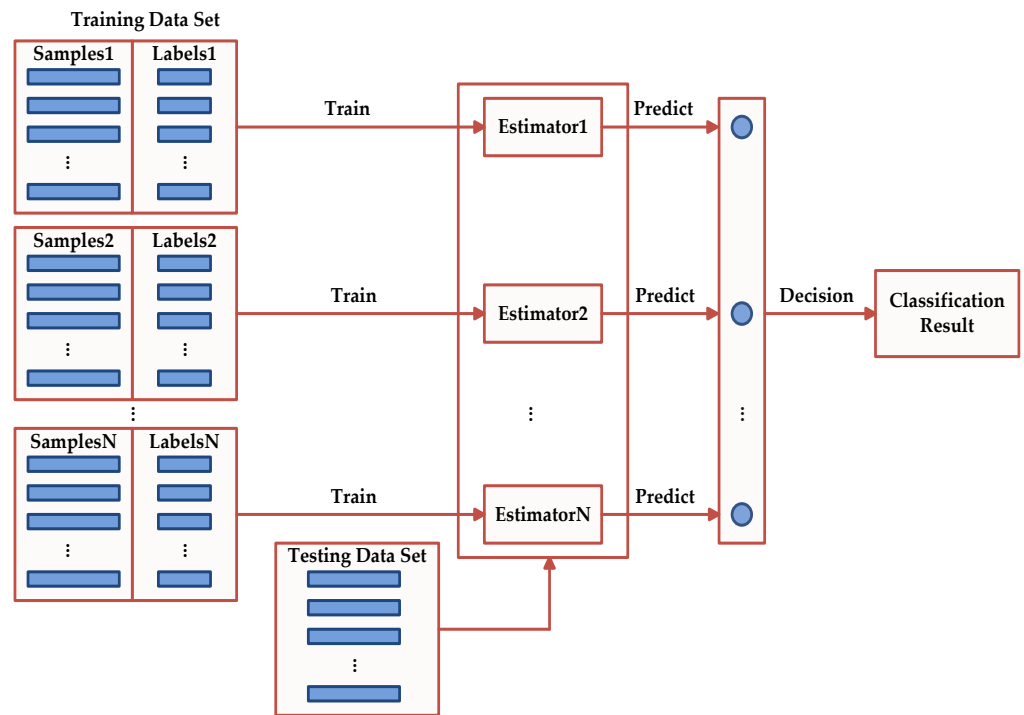 Training Data Set
Samples1 Labels1
⋮ ⋮
Train
Estimator1
Predict
Samples2 Labels2
⋮ ⋮
Train
Estimator2
Predict
Decision
Classification
Result
⋮
⋮
⋮
SamplesN LabelsN
⋮ ⋮
Train
EstimatorN
Predict
Testing Data Set
⋮